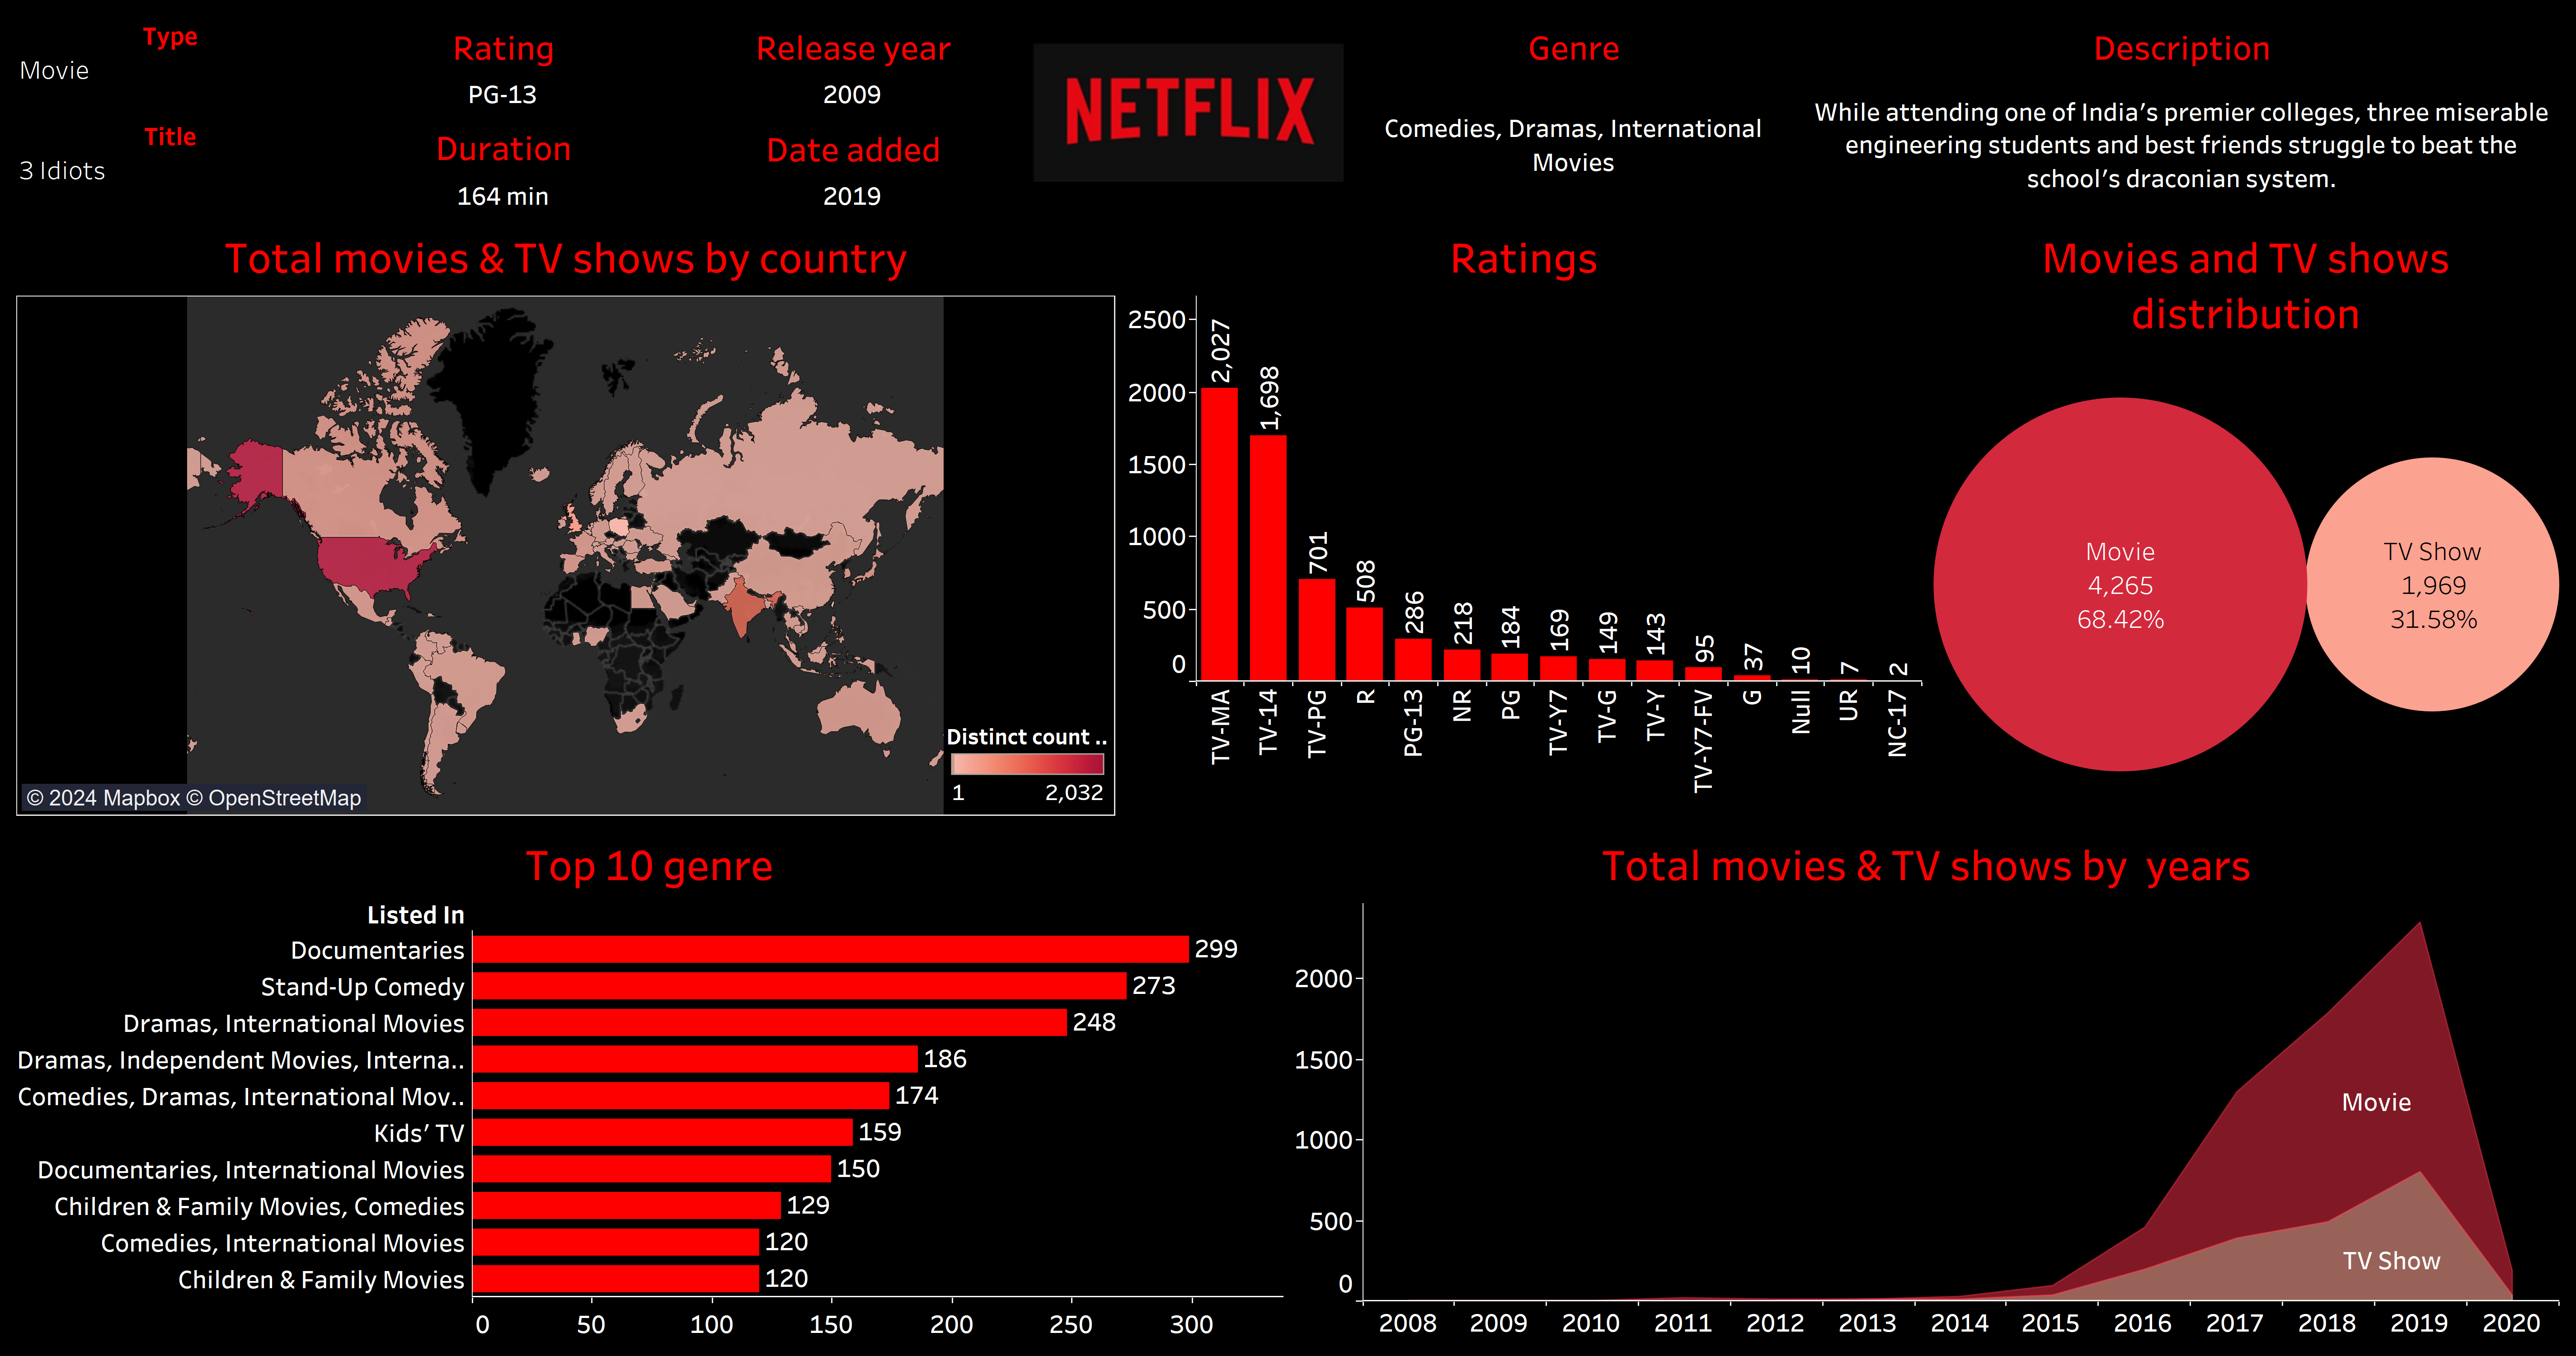 Type
Movie
Title
3 Idiots
Rating
PG-13
Duration
164 min
Release year
2009
Date added
2019
NETFLIX
Genre
Comedies, Dramas, International
Movies
Description
While attending one of India’s premier colleges, three miserable
engineering students and best friends struggle to beat the
school’s draconian system.
Total movies & TV shows by country
© 2024 Mapbox © OpenStreetMap
Distinct count ..
1 2,032
Ratings
2500
2000
1500
1000
500
0
2,027
1,698
701
508
286
218
184
169
149
143
95
37
10
7
2
TV-MA
TV-14
TV-PG
R
PG-13
NR
PG
TV-Y7
TV-G
TV-Y
TV-Y7-FV
G
Null
UR
NC-17
Movies and TV shows
distribution
Movie
4,265
68.42%
TV Show
1,969
31.58%
Top 10 genre
Listed In
Documentaries 299
Stand-Up Comedy 273
Dramas, International Movies 248
Dramas, Independent Movies, Interna.. 186
Comedies, Dramas, International Mov.. 174
Kids’ TV 159
Documentaries, International Movies 150
Children & Family Movies, Comedies 129
Comedies, International Movies 120
Children & Family Movies 120
0 50 100 150 200 250 300
Total movies & TV shows by  years
2000
1500
1000
500
0
Movie
TV Show
2008 2009 2010 2011 2012 2013 2014 2015 2016 2017 2018 2019 2020